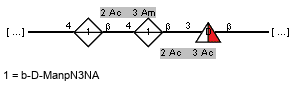 2 Ac 3 Am
[ ... ] 4 1 β 4 1 β 3 β [ ... ]
2 Ac 3 Ac
1 = b-D-ManpN3NA